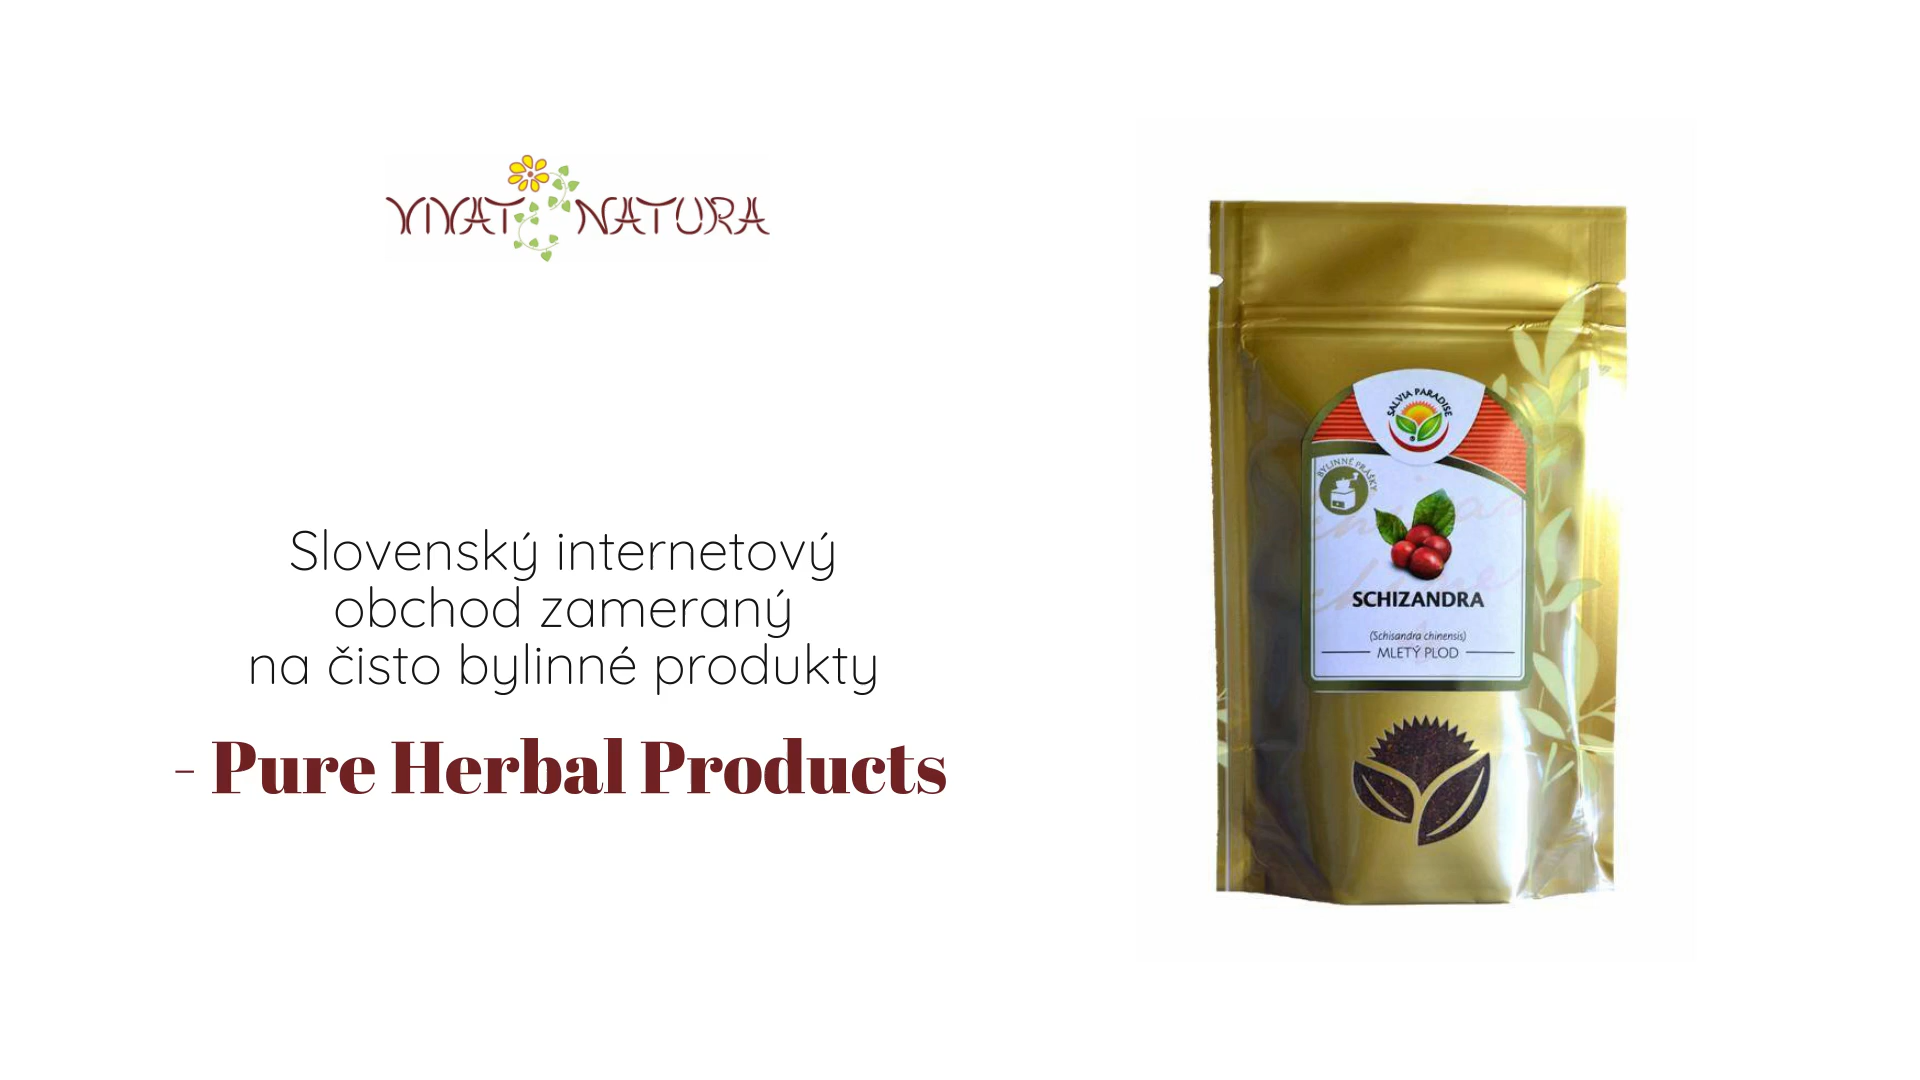 VIVAT NATURA
Slovenský internetový
obchod zameraný
na čisto bylinné produkty
- Pure Herbal Products
SALVIA PARADISE
BYLINNÉ PRÁŠKY
SCHIZANDRA
(Schisandra chinensis)
MLETÝ PLOD